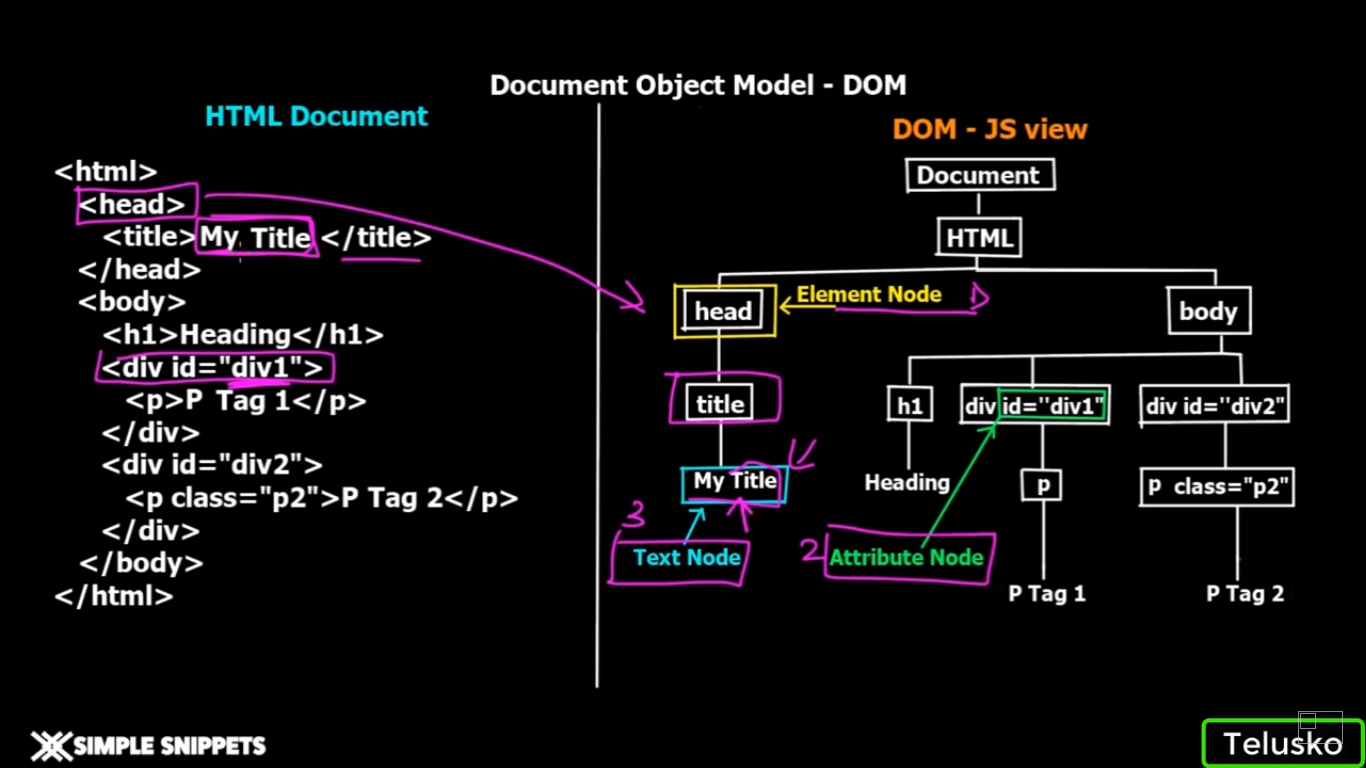 Document Object Model - DOM
HTML Document
<html>
<head>
<title>My Title </title>
</head>
<body>
<h1>Heading</h1>
<div id="div1">
<p>P Tag 1</p>
</div>
<div id="div2">
<p class="p2">P Tag 2</p>
</div>
</body>
</html>
DOM - JS view
Document
HTML
head
Element Node
body
title
h1
div id="div1"
div id="div2"
My Title
Heading
p
p class="p2"
3
Text Node
2
Attribute Node
P Tag 1
P Tag 2
SIMPLE SNIPPETS
Telusko